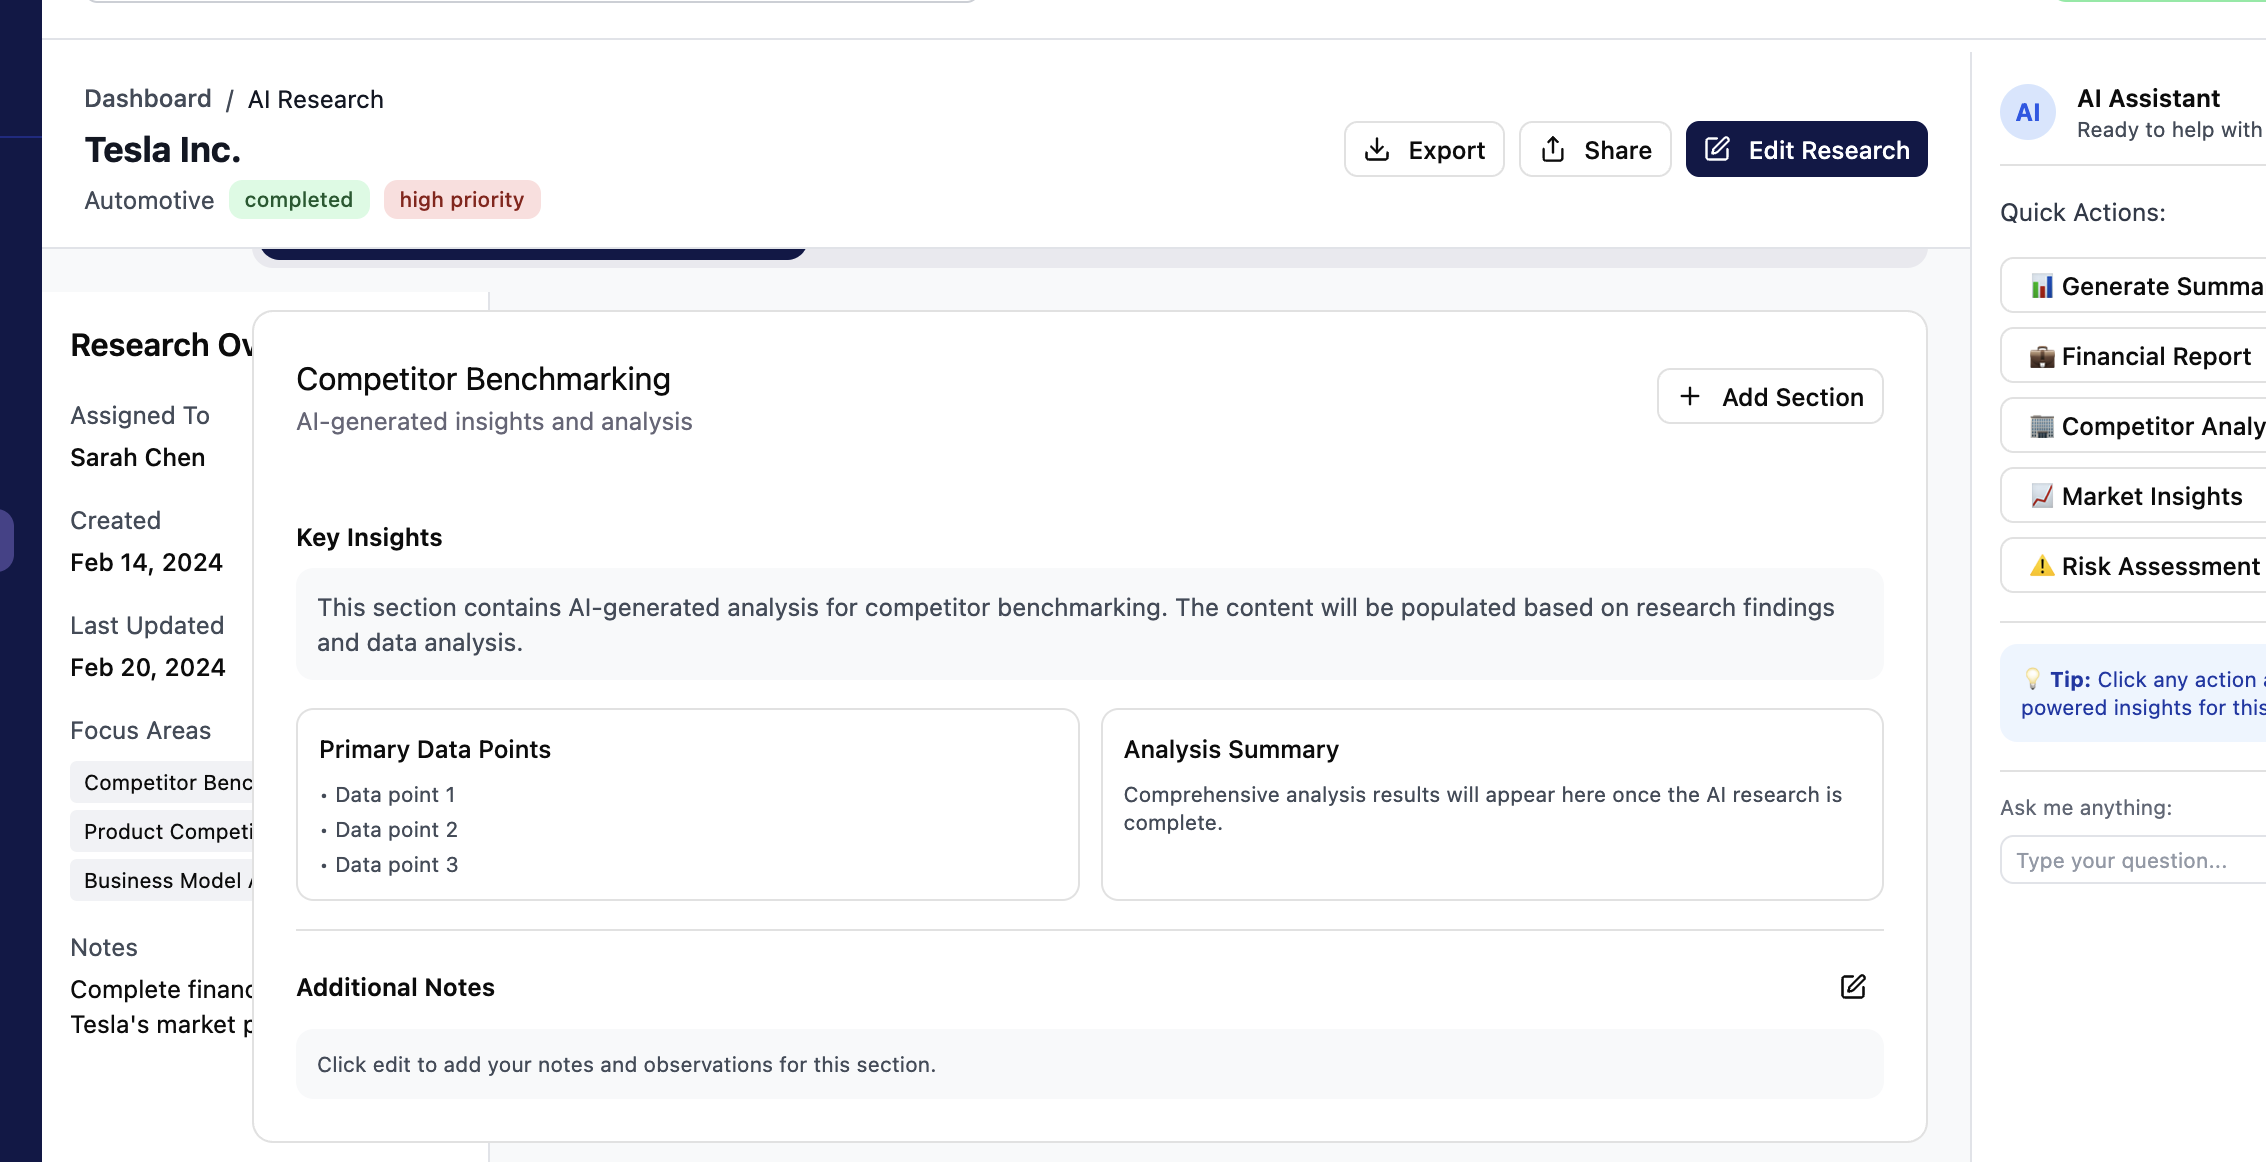 Dashboard / AI Research
Tesla Inc.
Automotive completed high priority
Export
Share
Edit Research
Research Ov
Assigned To
Sarah Chen
Created
Feb 14, 2024
Last Updated
Feb 20, 2024
Focus Areas
Competitor Benc
Product Competi
Business Model
Notes
Complete financ
Tesla's market p
Competitor Benchmarking
AI-generated insights and analysis
+ Add Section
Key Insights
This section contains AI-generated analysis for competitor benchmarking. The content will be populated based on research findings
and data analysis.
Primary Data Points
• Data point 1
• Data point 2
• Data point 3
Analysis Summary
Comprehensive analysis results will appear here once the AI research is
complete.
Additional Notes
Click edit to add your notes and observations for this section.
AI
AI Assistant
Ready to help with
Quick Actions:
Generate Summa
Financial Report
Competitor Analy
Market Insights
Risk Assessment
Tip: Click any action
powered insights for this
Ask me anything:
Type your question...